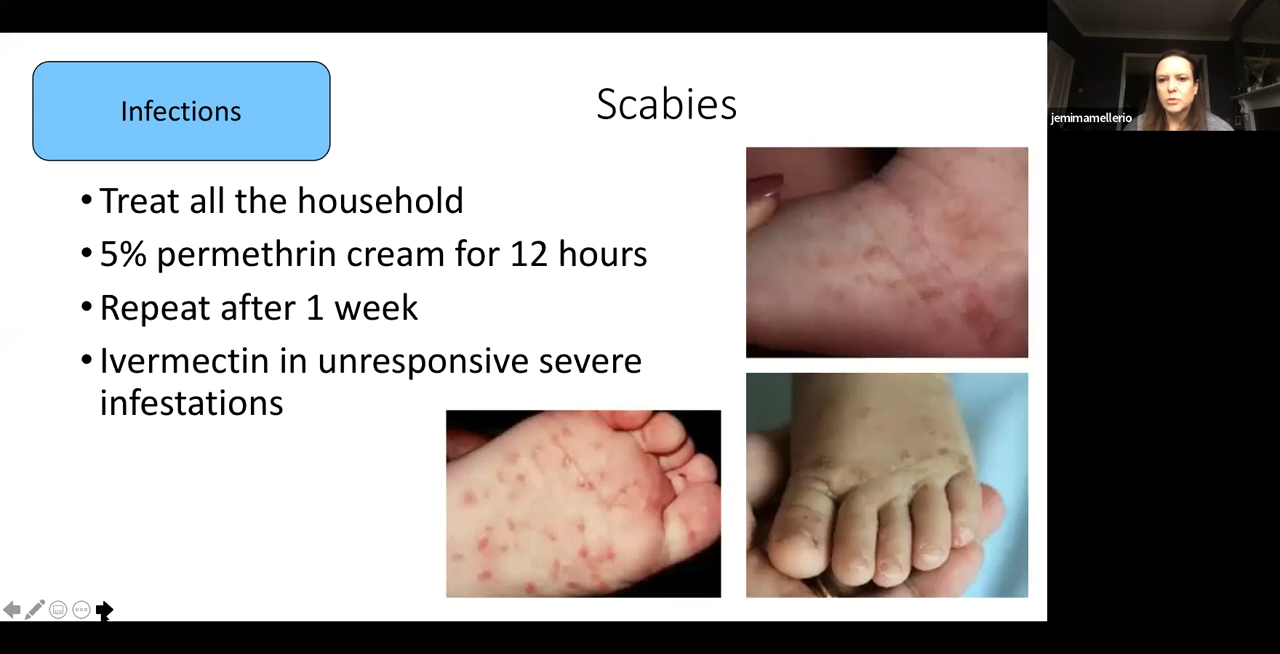 Infections
Scabies
jemimamellerio
• Treat all the household
• 5% permethrin cream for 12 hours
• Repeat after 1 week
• Ivermectin in unresponsive severe
infestations